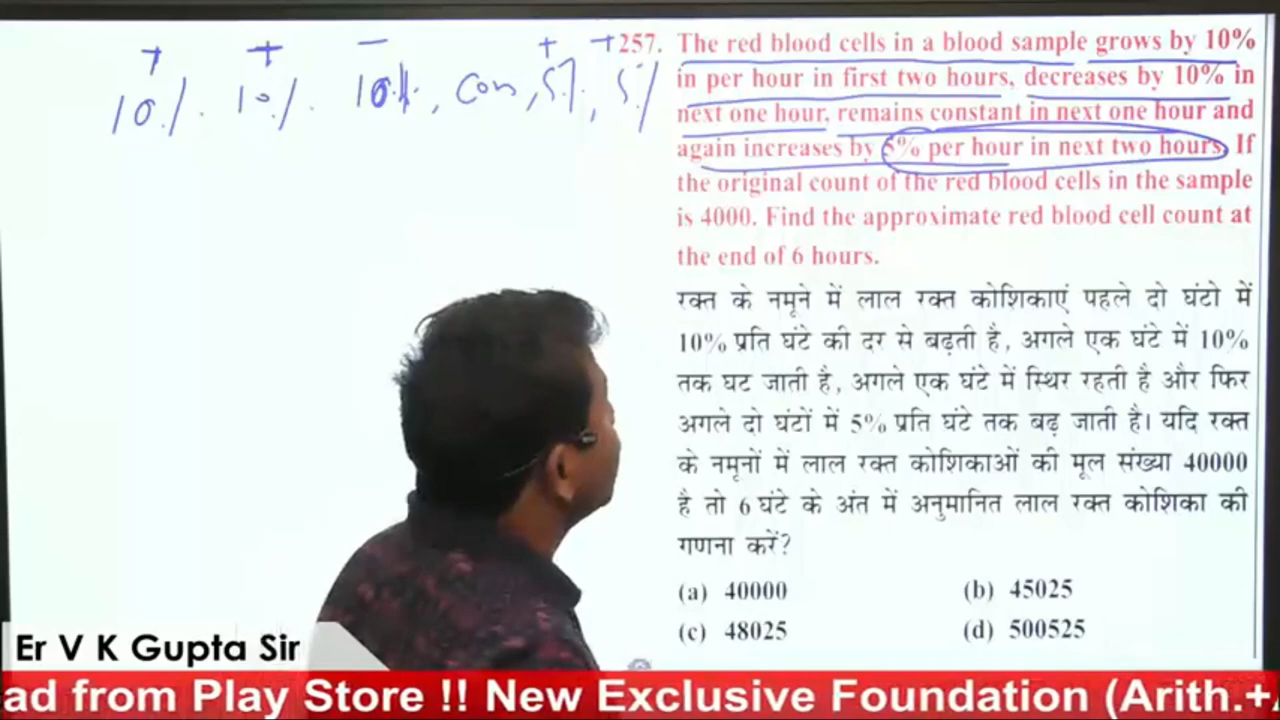 + + − + +
10%. 10%. 10%, con, 5%, 5%
257. The red blood cells in a blood sample grows by 10%
in per hour in first two hours, decreases by 10% in
next one hour, remains constant in next one hour and
again increases by 5% per hour in next two hours. If
the original count of the red blood cells in the sample
is 4000. Find the approximate red blood cell count at
the end of 6 hours.
रक्त के नमूने में लाल रक्त कोशिकाएं पहले दो घंटो में
10% प्रति घंटे की दर से बढ़ती है, अगले एक घंटे में 10%
तक घट जाती है, अगले एक घंटे में स्थिर रहती है और फिर
अगले दो घंटों में 5% प्रति घंटे तक बढ़ जाती है। यदि रक्त
के नमूनों में लाल रक्त कोशिकाओं की मूल संख्या 40000
है तो 6 घंटे के अंत में अनुमानित लाल रक्त कोशिका की
गणना करें?
(a) 40000 (b) 45025
(c) 48025 (d) 500525
Er V K Gupta Sir
ad from Play Store !! New Exclusive Foundation (Arith.+